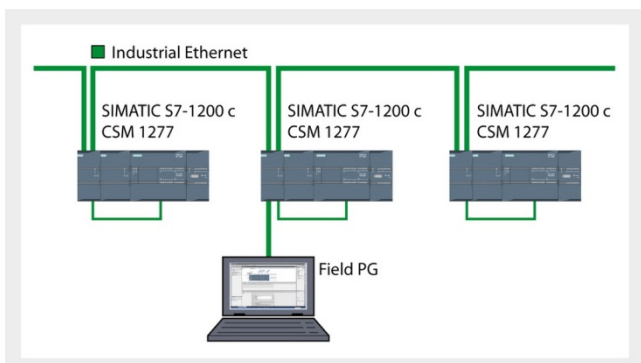 Industrial Ethernet
SIMATIC S7-1200 с
CSM 1277
SIMATIC S7-1200 с
CSM 1277
SIMATIC S7-1200 с
CSM 1277
Field PG